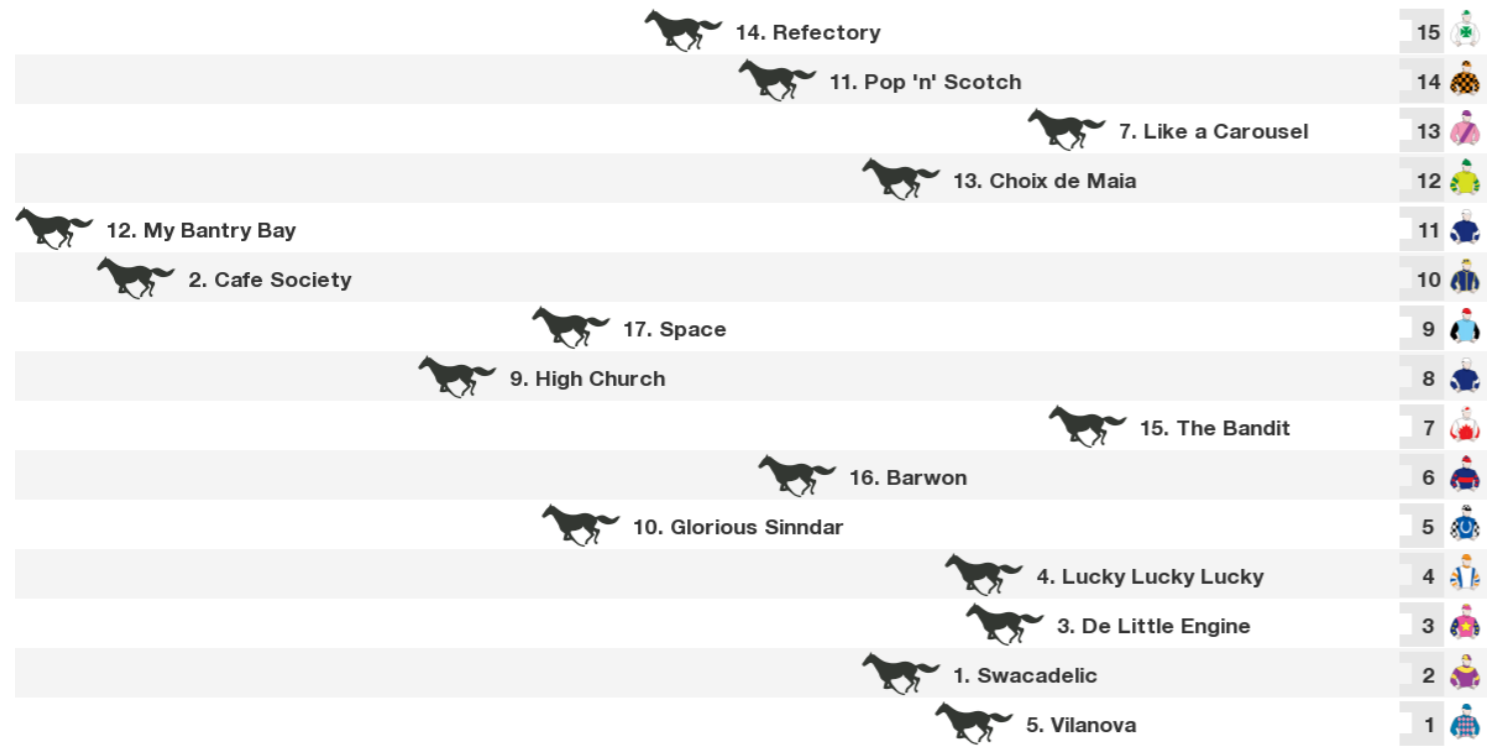 14. Refectory 15
11. Pop 'n' Scotch 14
7. Like a Carousel 13
13. Choix de Maia 12
12. My Bantry Bay 11
2. Cafe Society 10
17. Space 9
9. High Church 8
15. The Bandit 7
16. Barwon 6
10. Glorious Sinndar 5
4. Lucky Lucky Lucky 4
3. De Little Engine 3
1. Swacadelic 2
5. Vilanova 1